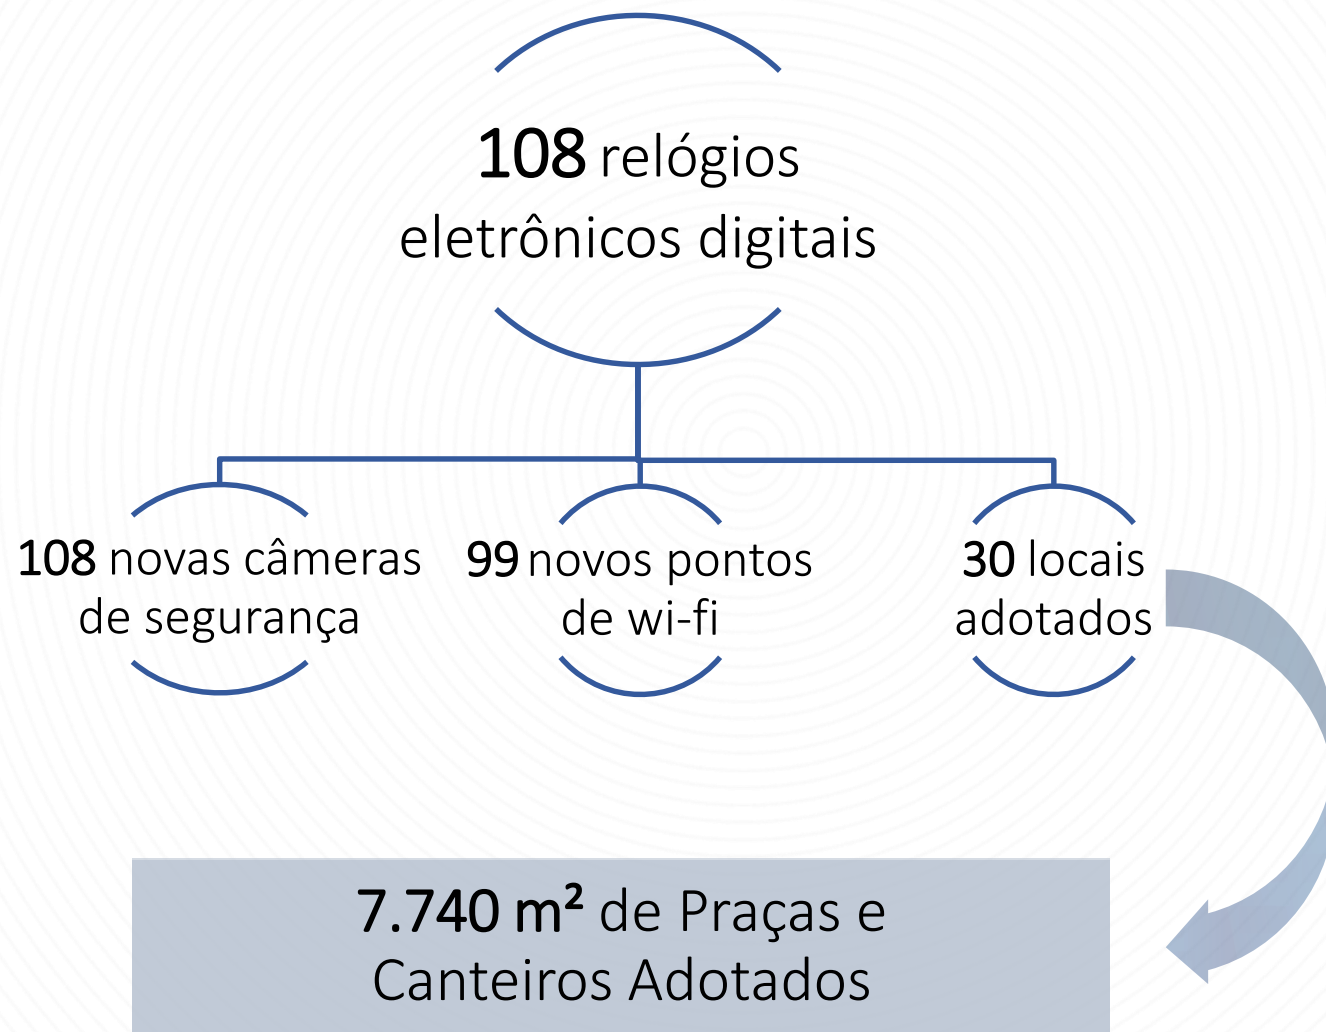 108 relógios
eletrônicos digitais
108 novas câmeras
de segurança
99 novos pontos
de wi-fi
30 locais
adotados
7.740 m² de Praças e
Canteiros Adotados